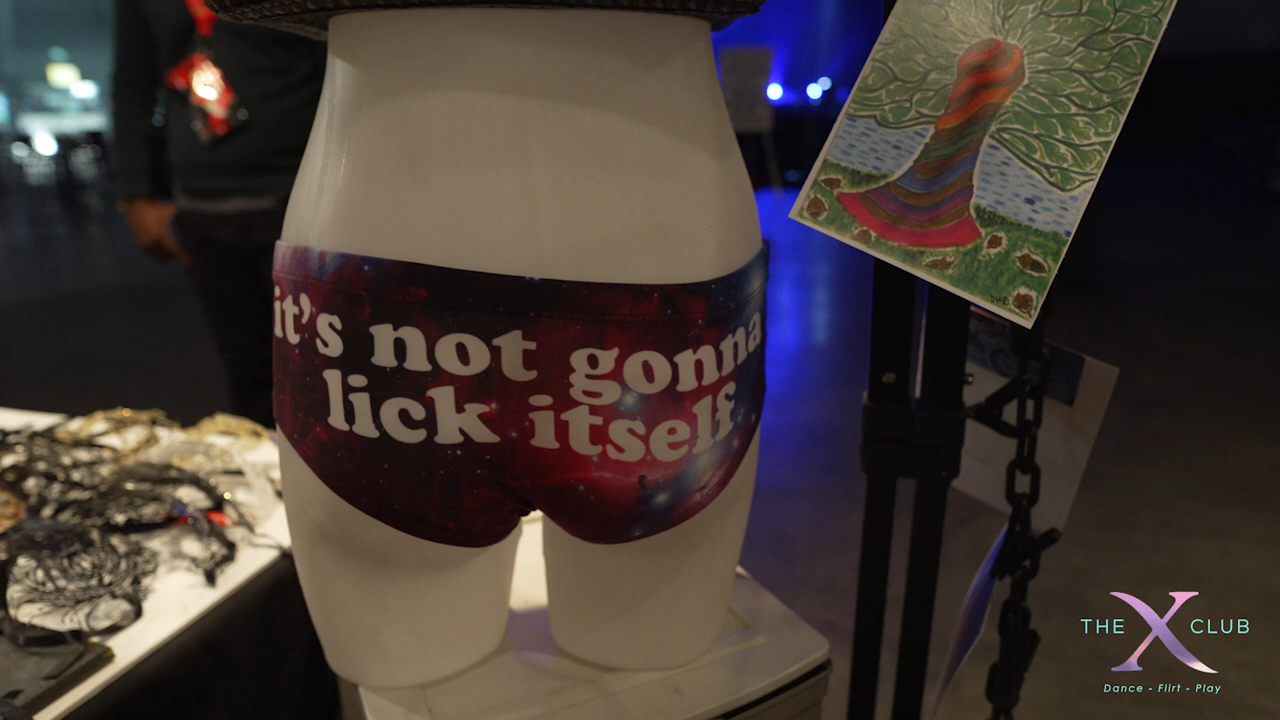 it's not gonna
lick itself
THE X CLUB
Dance - Flirt - Play